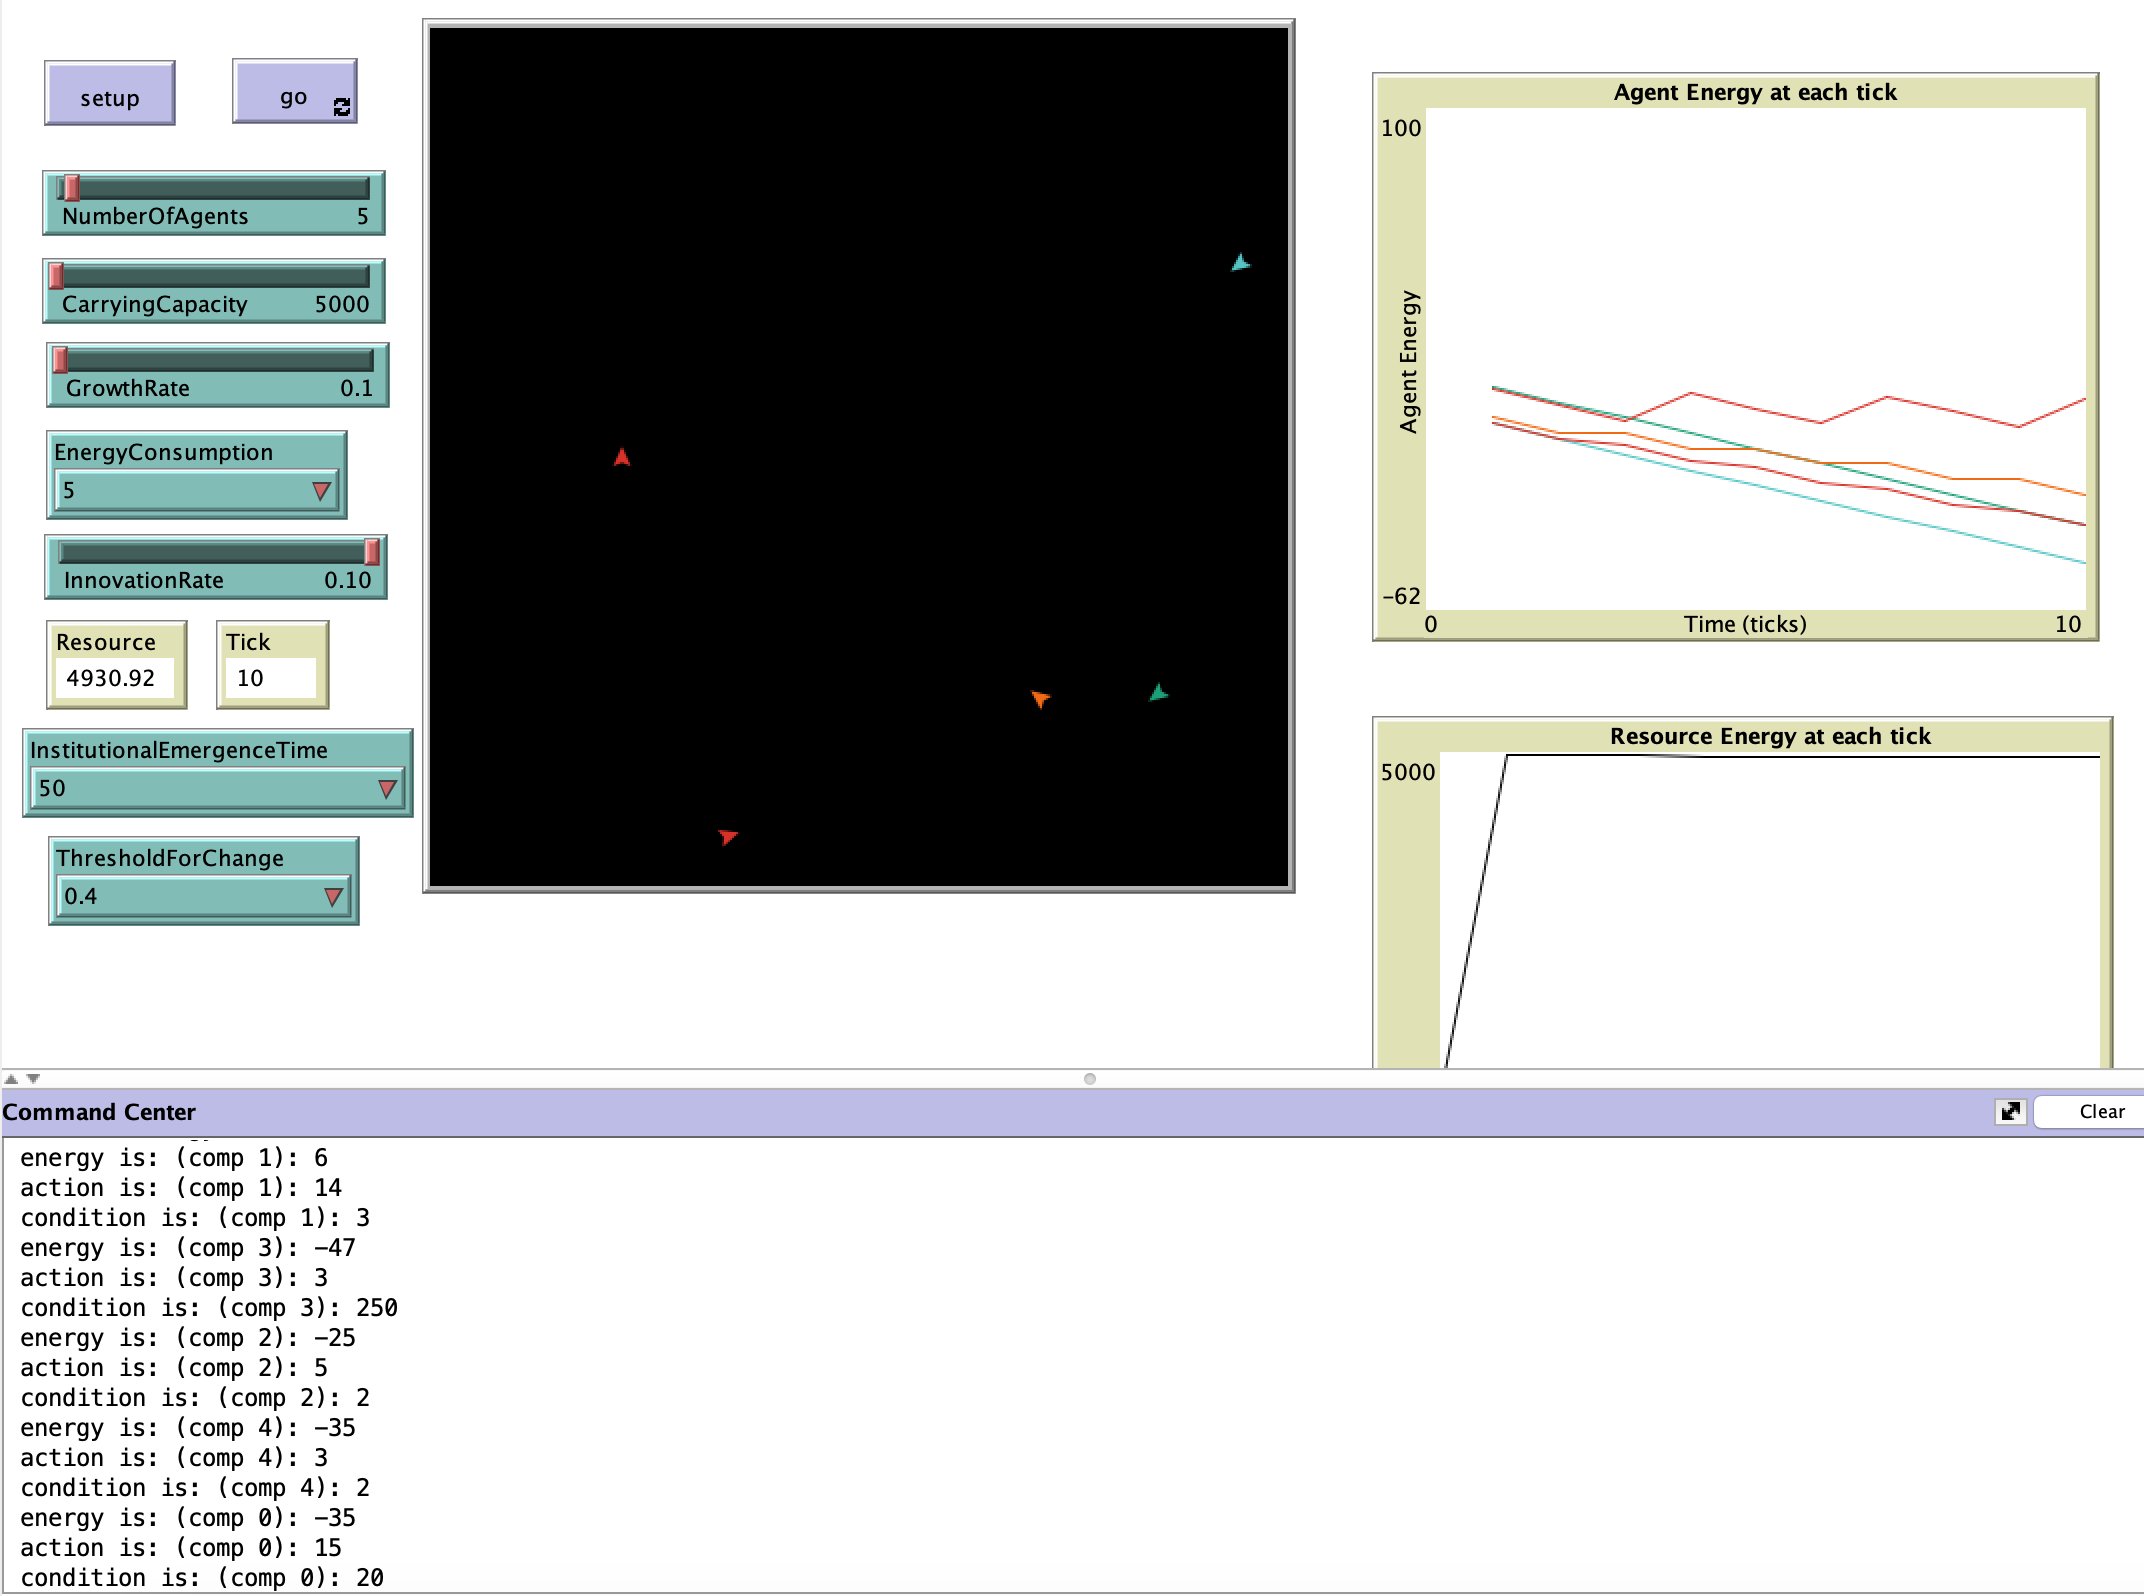 setup
go
NumberOfAgents 5
CarryingCapacity 5000
GrowthRate 0.1
EnergyConsumption
5
InnovationRate 0.10
Resource
4930.92
Tick
10
InstitutionalEmergenceTime
50
ThresholdForChange
0.4
Agent Energy at each tick
100
Agent Energy
-62
0
Time (ticks)
10
Resource Energy at each tick
5000
Command Center
Clear
energy is: (comp 1): 6
action is: (comp 1): 14
condition is: (comp 1): 3
energy is: (comp 3): -47
action is: (comp 3): 3
condition is: (comp 3): 250
energy is: (comp 2): -25
action is: (comp 2): 5
condition is: (comp 2): 2
energy is: (comp 4): -35
action is: (comp 4): 3
condition is: (comp 4): 2
energy is: (comp 0): -35
action is: (comp 0): 15
condition is: (comp 0): 20